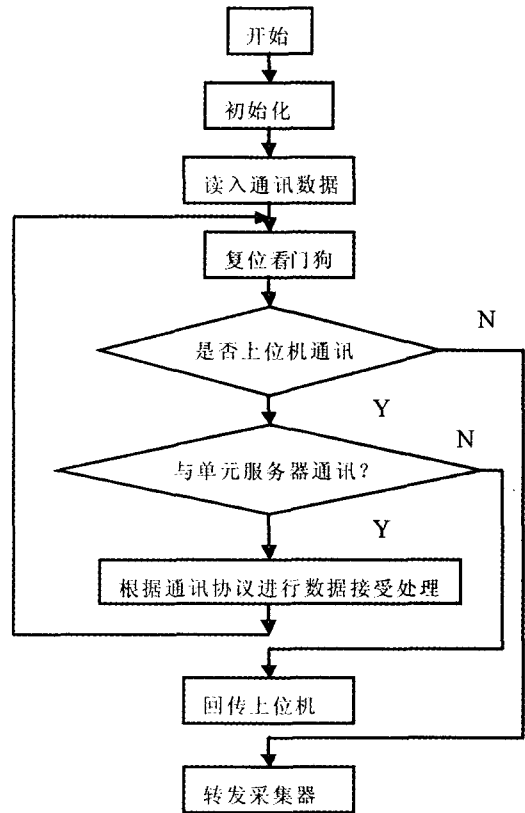 开始
初始化
读入通讯数据
复位看门狗
N
是否上位机通讯
Y
N
与单元服务器通讯?
Y
根据通讯协议进行数据接受处理
回传上位机
转发采集器